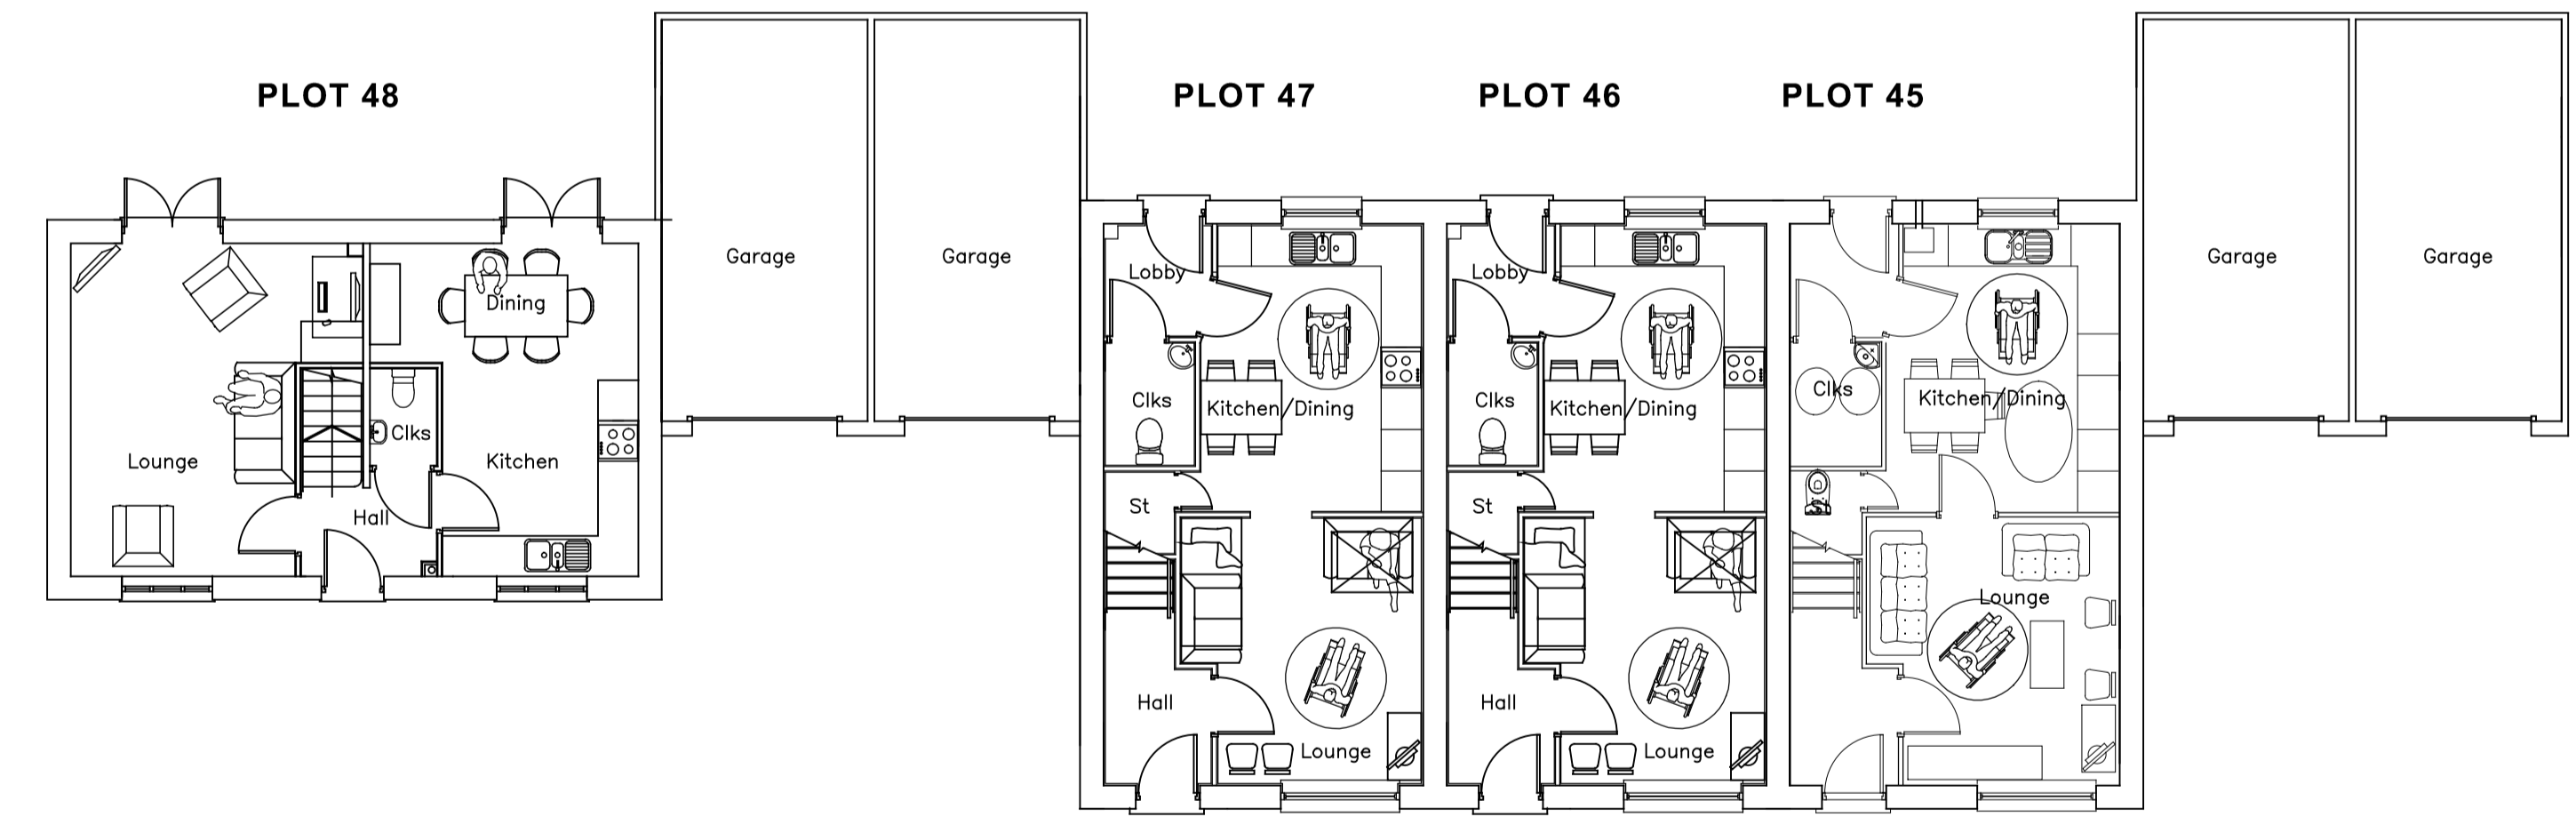 PLOT 48
PLOT 47
PLOT 46
PLOT 45
Garage
Garage
Garage
Garage
Lobby
Lobby
Dining
Clks
Clks
Clks
Kitchen/Dining
Kitchen/Dining
Kitchen/Dining
Clks
Lounge
Kitchen
St
St
Hall
Lounge
Hall
Hall
Lounge
Lounge